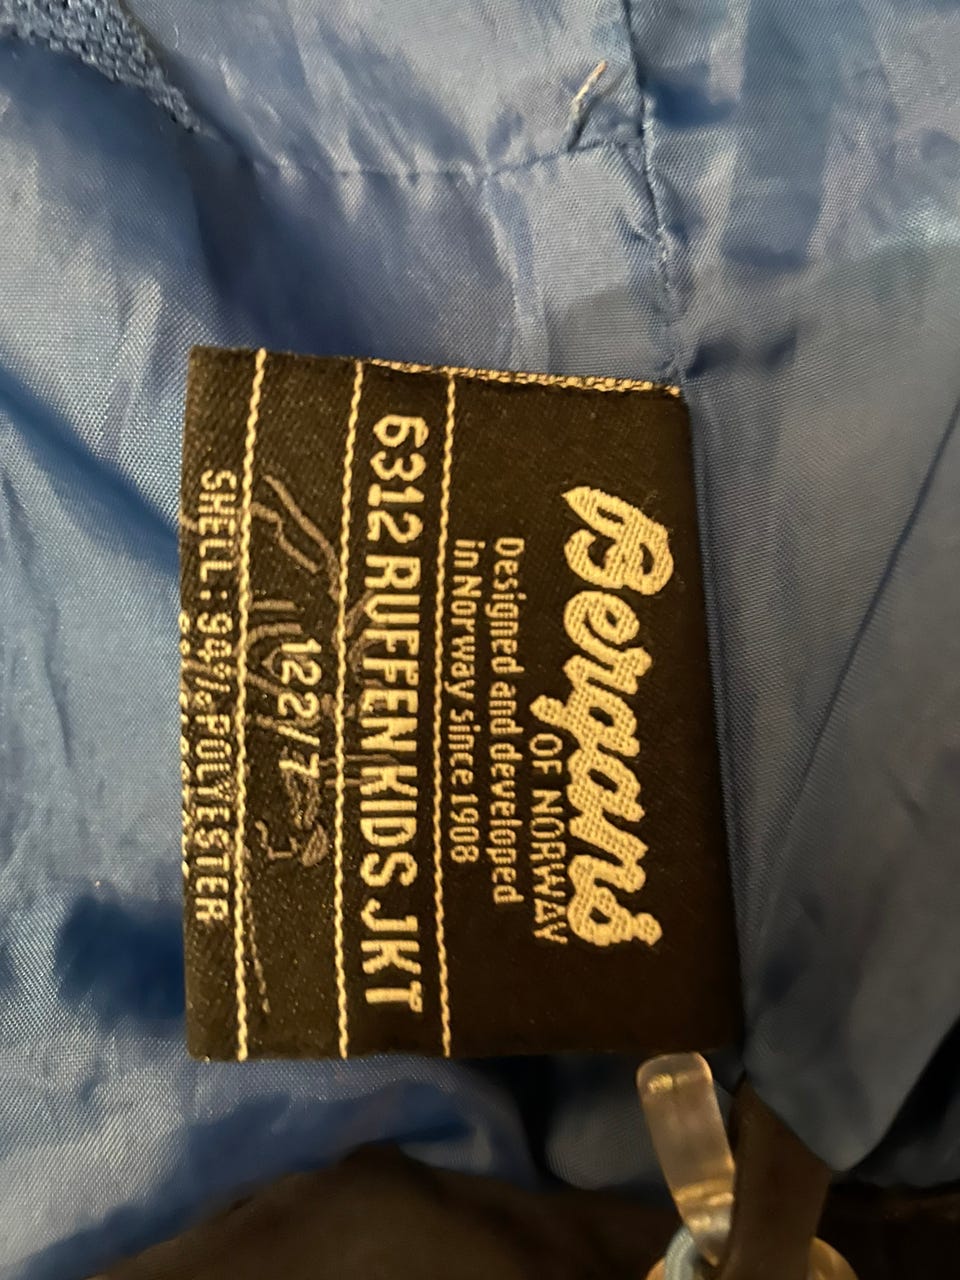 Bergans
OF NORWAY
Designed and developed
in Norway since 1908
6312 RUFFEN KIDS JKT
122/7
SHELL: 94% POLYESTER